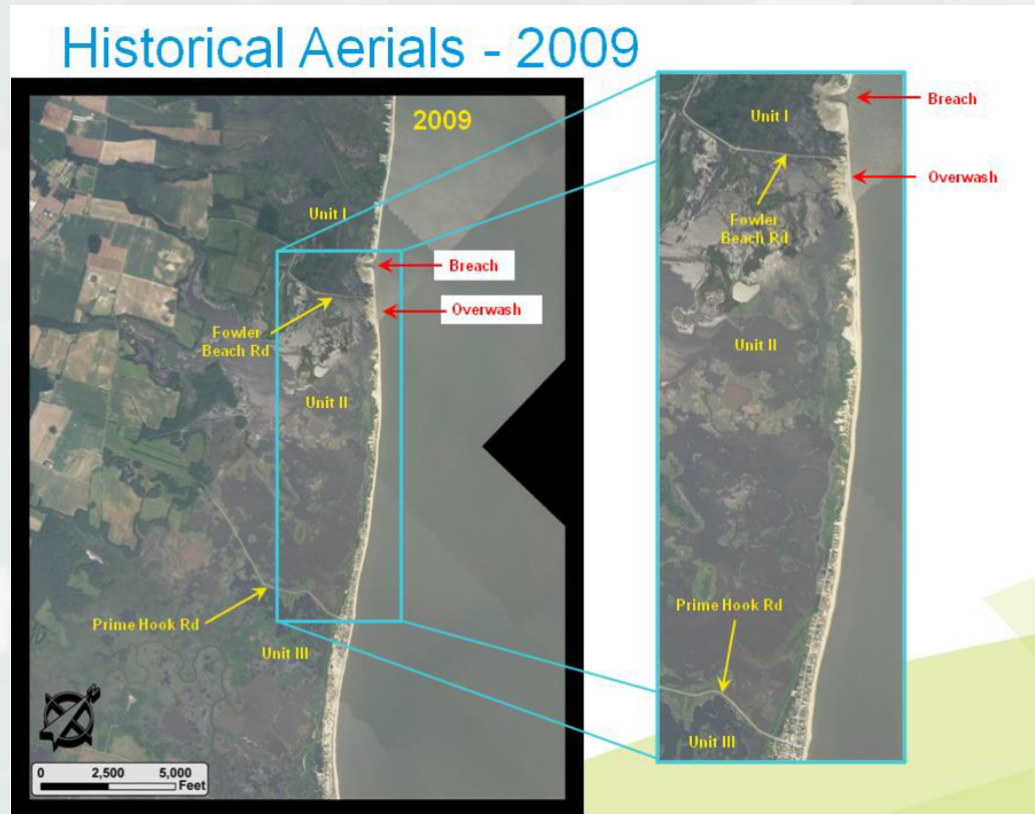 Historical Aerials - 2009
2009
Unit I
Breach
Overwash
Fowler
Beach Rd
Unit II
Prime Hook Rd
Unit III
0 2,500 5,000
Feet
Unit I
Breach
Overwash
Fowler
Beach Rd
Unit II
Prime Hook Rd
Unit III